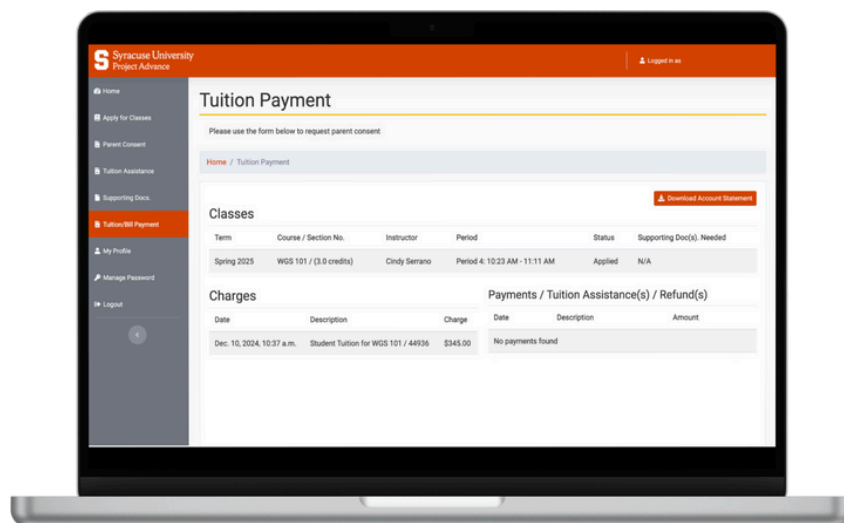 Syracuse University
Project Advance
Logged in as
Home
Apply for Classes
Parent Consent
Tuition Assistance
Supporting Docs.
Tuition/Bill Payment
My Profile
Manage Password
Logout
Tuition Payment
Please use the form below to request parent consent
Home / Tuition Payment
Download Account Statement
Classes
Term Course / Section No. Instructor Period Status Supporting Doc(s). Needed
Spring 2025 WGS 101 / (3.0 credits) Cindy Serrano Period 4: 10:23 AM - 11:11 AM Applied N/A
Charges
Date Description Charge
Dec. 10, 2024, 10:37 a.m. Student Tuition for WGS 101 / 44936 $345.00
Payments / Tuition Assistance(s) / Refund(s)
Date Description Amount
No payments found